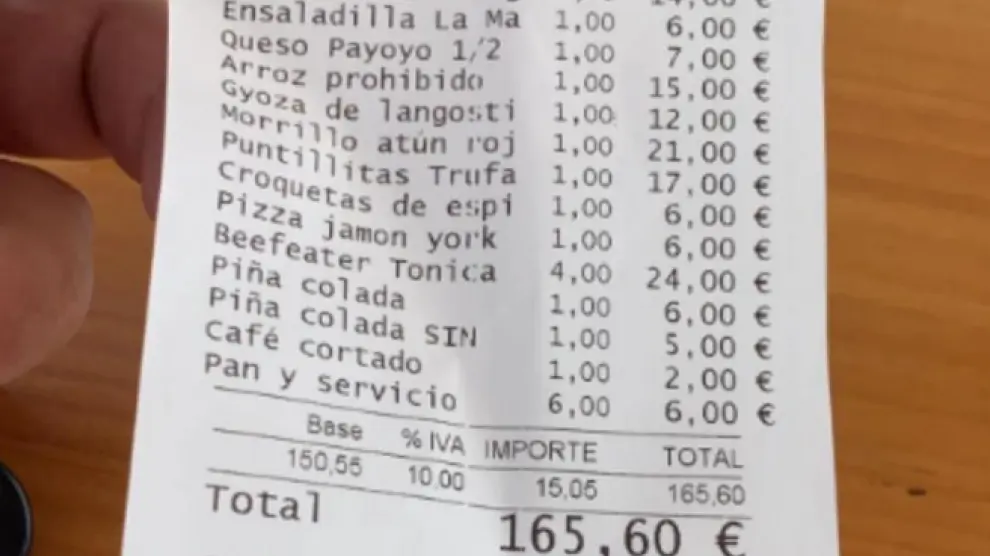 Ensaladilla La Ma 1,00 6,00 €
Queso Payoyo 1/2 1,00 7,00 €
Arroz prohibido 1,00 15,00 €
Gyoza de langosti 1,00 12,00 €
Morrillo atún roj 1,00 21,00 €
Puntillitas Trufa 1,00 17,00 €
Croquetas de espi 1,00 6,00 €
Pizza jamon york 1,00 6,00 €
Beefeater Tonica 4,00 24,00 €
Piña colada 1,00 6,00 €
Piña colada SIN 1,00 5,00 €
Café cortado 1,00 2,00 €
Pan y servicio 6,00 6,00 €
Base % IVA IMPORTE TOTAL
150,55 10,00 15,05 165,60
Total 165,60 €